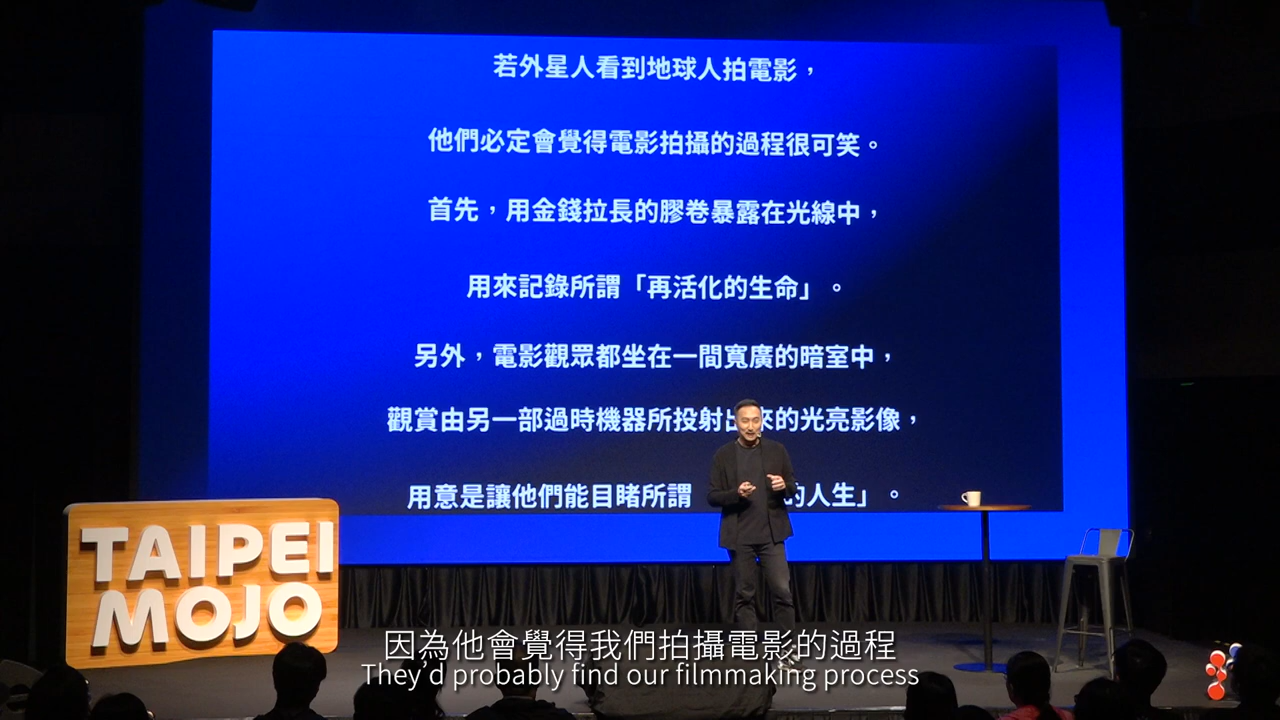 若外星人看到地球人拍電影，
他們必定會覺得電影拍攝的過程很可笑。
首先，用金錢拉長的膠卷暴露在光線中，
用來記錄所謂「再活化的生命」。
另外，電影觀眾都坐在一間寬廣的暗室中，
觀賞由另一部過時機器所投射出來的光亮影像，
用意是讓他們能目睹所謂 的人生」。
TAIPEI
MOJO
因為他會覺得我們拍攝電影的過程
They'd probably find our filmmaking process